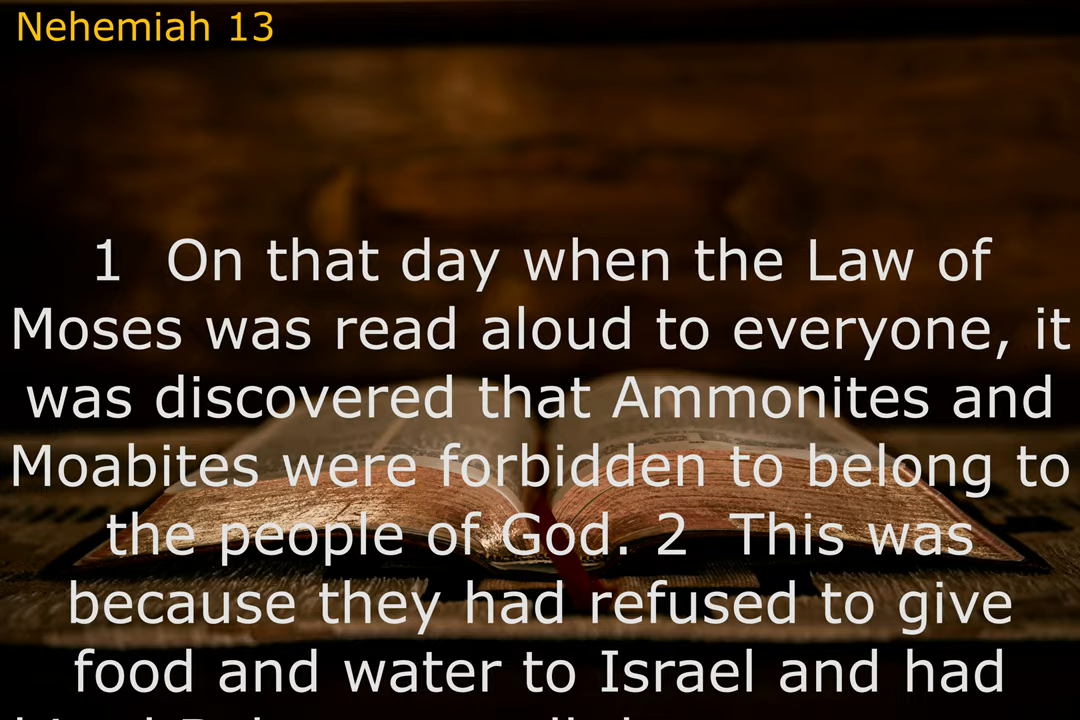 Nehemiah 13
1 On that day when the Law of
Moses was read aloud to everyone, it
was discovered that Ammonites and
Moabites were forbidden to belong to
the people of God. 2 This was
because they had refused to give
food and water to Israel and had